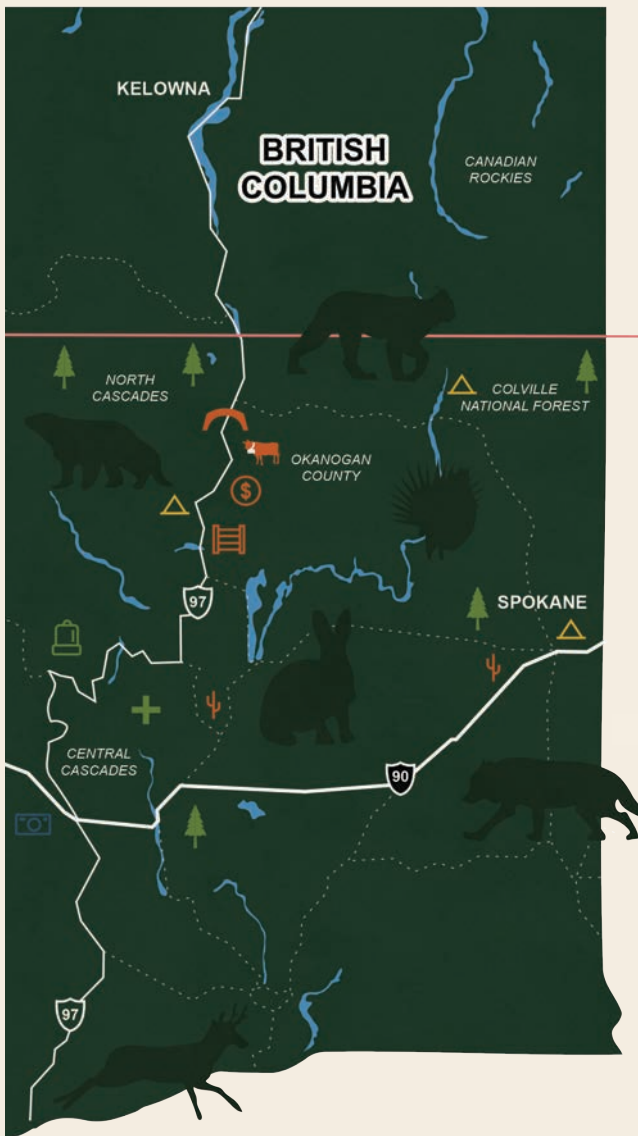 KELOWNA
BRITISH
COLUMBIA
CANADIAN
ROCKIES
NORTH
CASCADES
COLVILLE
NATIONAL FOREST
OKANOGAN
COUNTY
$
97
SPOKANE
CENTRAL
CASCADES
90
97